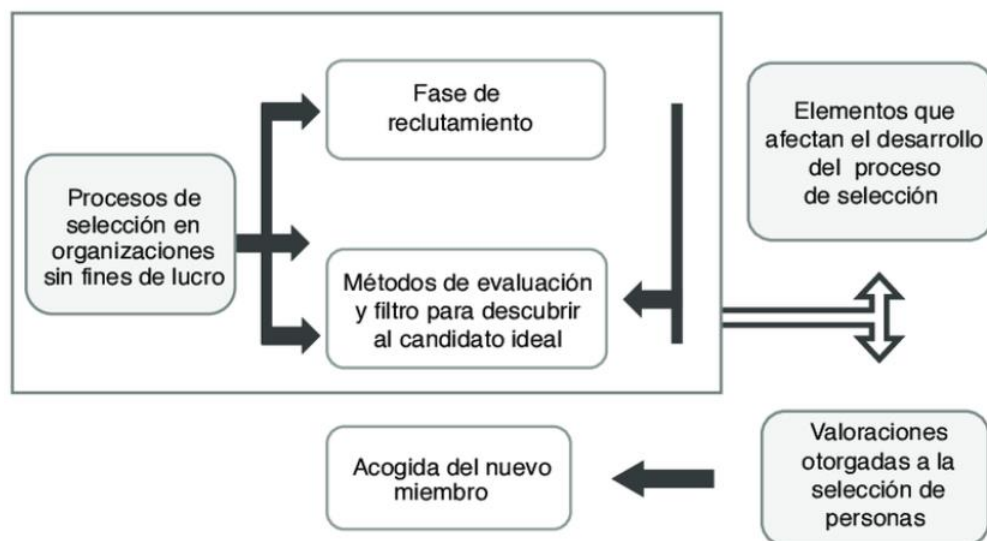 Procesos de
selección en
organizaciones
sin fines de lucro
Fase de
reclutamiento
Métodos de evaluación
y filtro para descubrir
al candidato ideal
Elementos que
afectan el desarrollo
del proceso
de selección
Acogida del nuevo
miembro
Valoraciones
otorgadas a la
selección de
personas